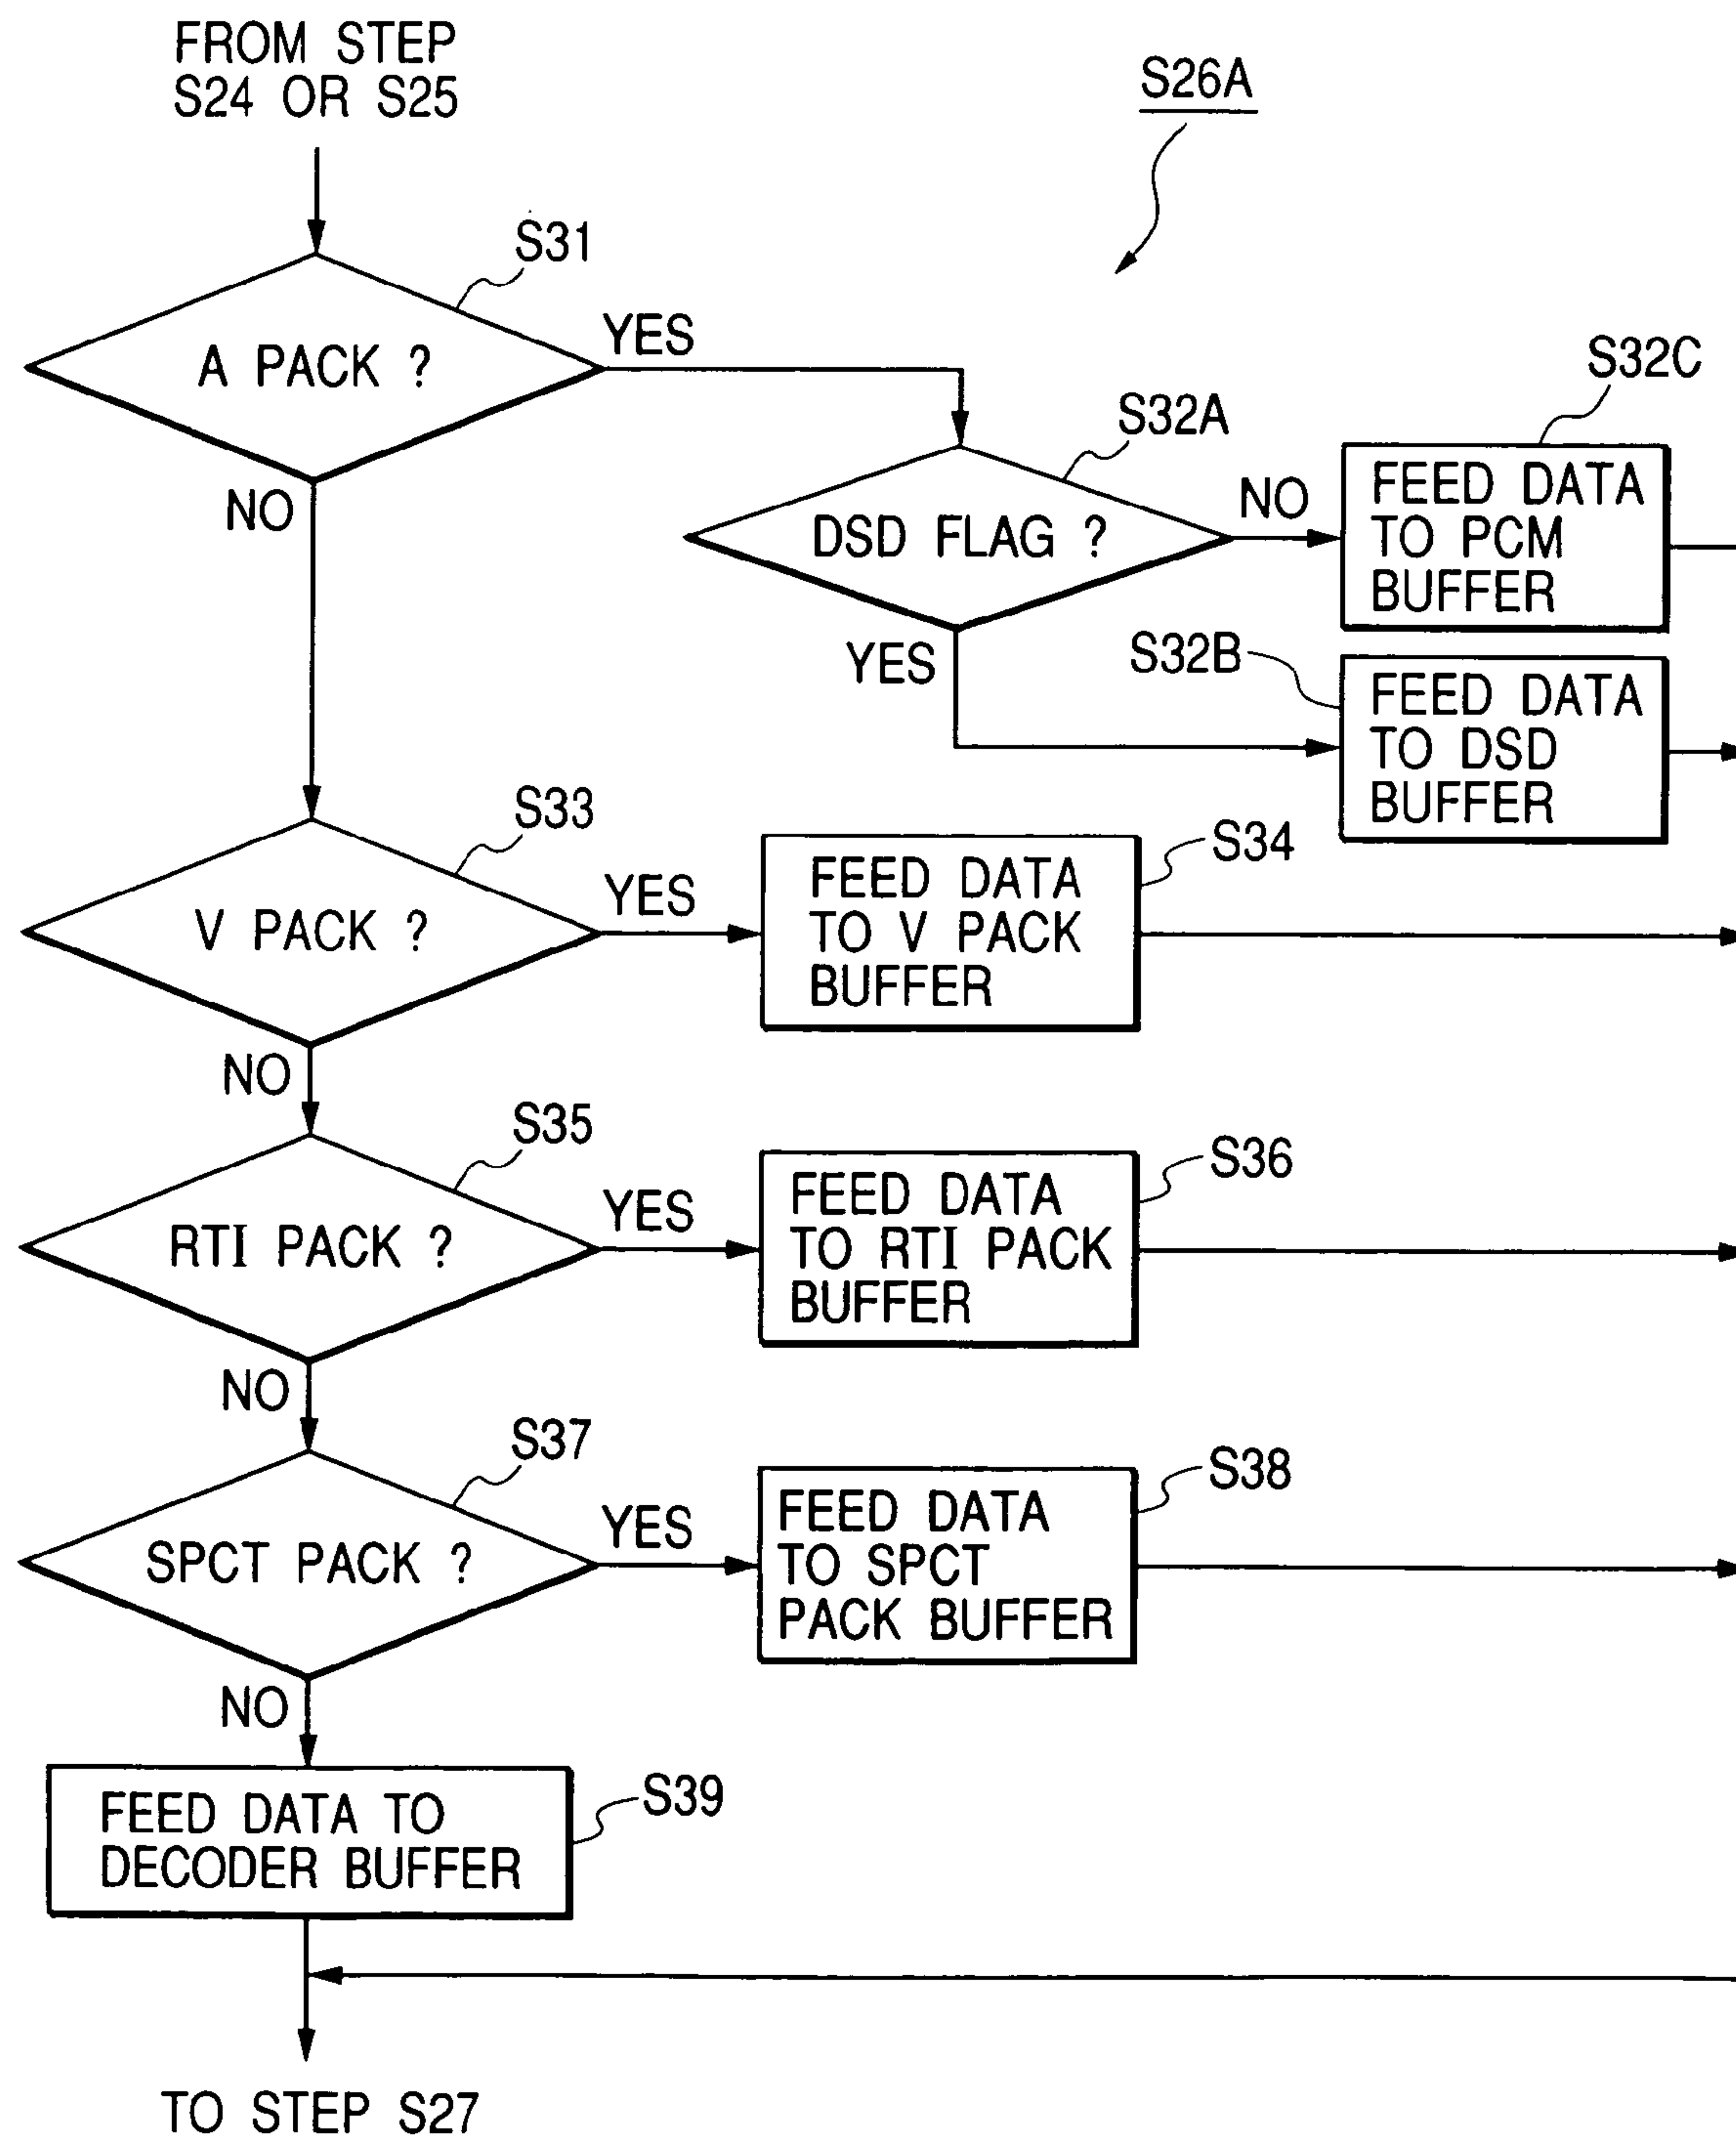 FROM STEP
S24 OR S25
S26A
S31
A PACK ?
YES
NO
S32A
DSD FLAG ?
NO
YES
S32C
FEED DATA
TO PCM
BUFFER
S32B
FEED DATA
TO DSD
BUFFER
S33
V PACK ?
YES
NO
S34
FEED DATA
TO V PACK
BUFFER
S35
RTI PACK ?
YES
NO
S36
FEED DATA
TO RTI PACK
BUFFER
S37
SPCT PACK ?
YES
NO
S38
FEED DATA
TO SPCT
PACK BUFFER
S39
FEED DATA TO
DECODER BUFFER
TO STEP S27